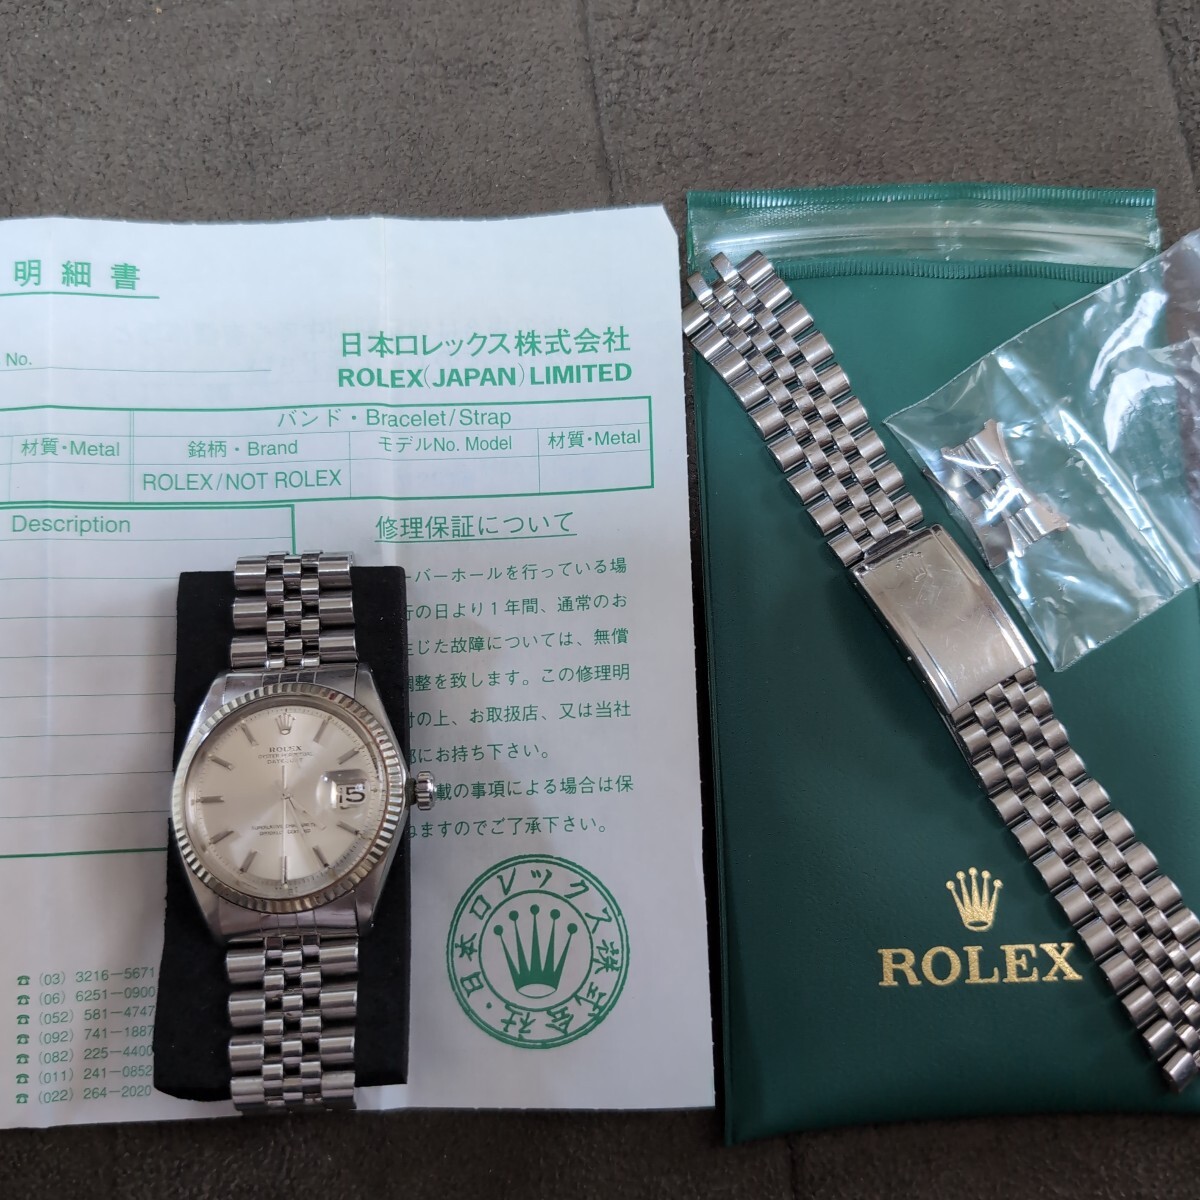 明細書
No.
日本ロレックス株式会社
ROLEX(JAPAN)LIMITED
バンド・Bracelet/Strap
材質・Metal
銘柄・Brand
モデルNo. Model
材質・Metal
ROLEX/NOT ROLEX
Description
修理保証について
ーバーホールを行っている場
行の日より1年間、通常のお
生じた故障については、無償
調整を致します。この修理明
付の上、お取扱店、又は当社
にお持ち下さい。
載の事項による場合は保
ねますのでご了承下さい。
☎ (03) 3216-5671
☎ (06) 6251-0900
☎ (052) 581-4747
☎ (092) 741-1887
☎ (082) 225-4400
☎ (011) 241-0852
☎ (022) 264-2020
日本ロレックス株式会社
ROLEX
OYSTER PERPETUAL
DATEJUST
15
SUPERLATIVE CHRONOMETER
OFFICIALLY CERTIFIED
ROLEX